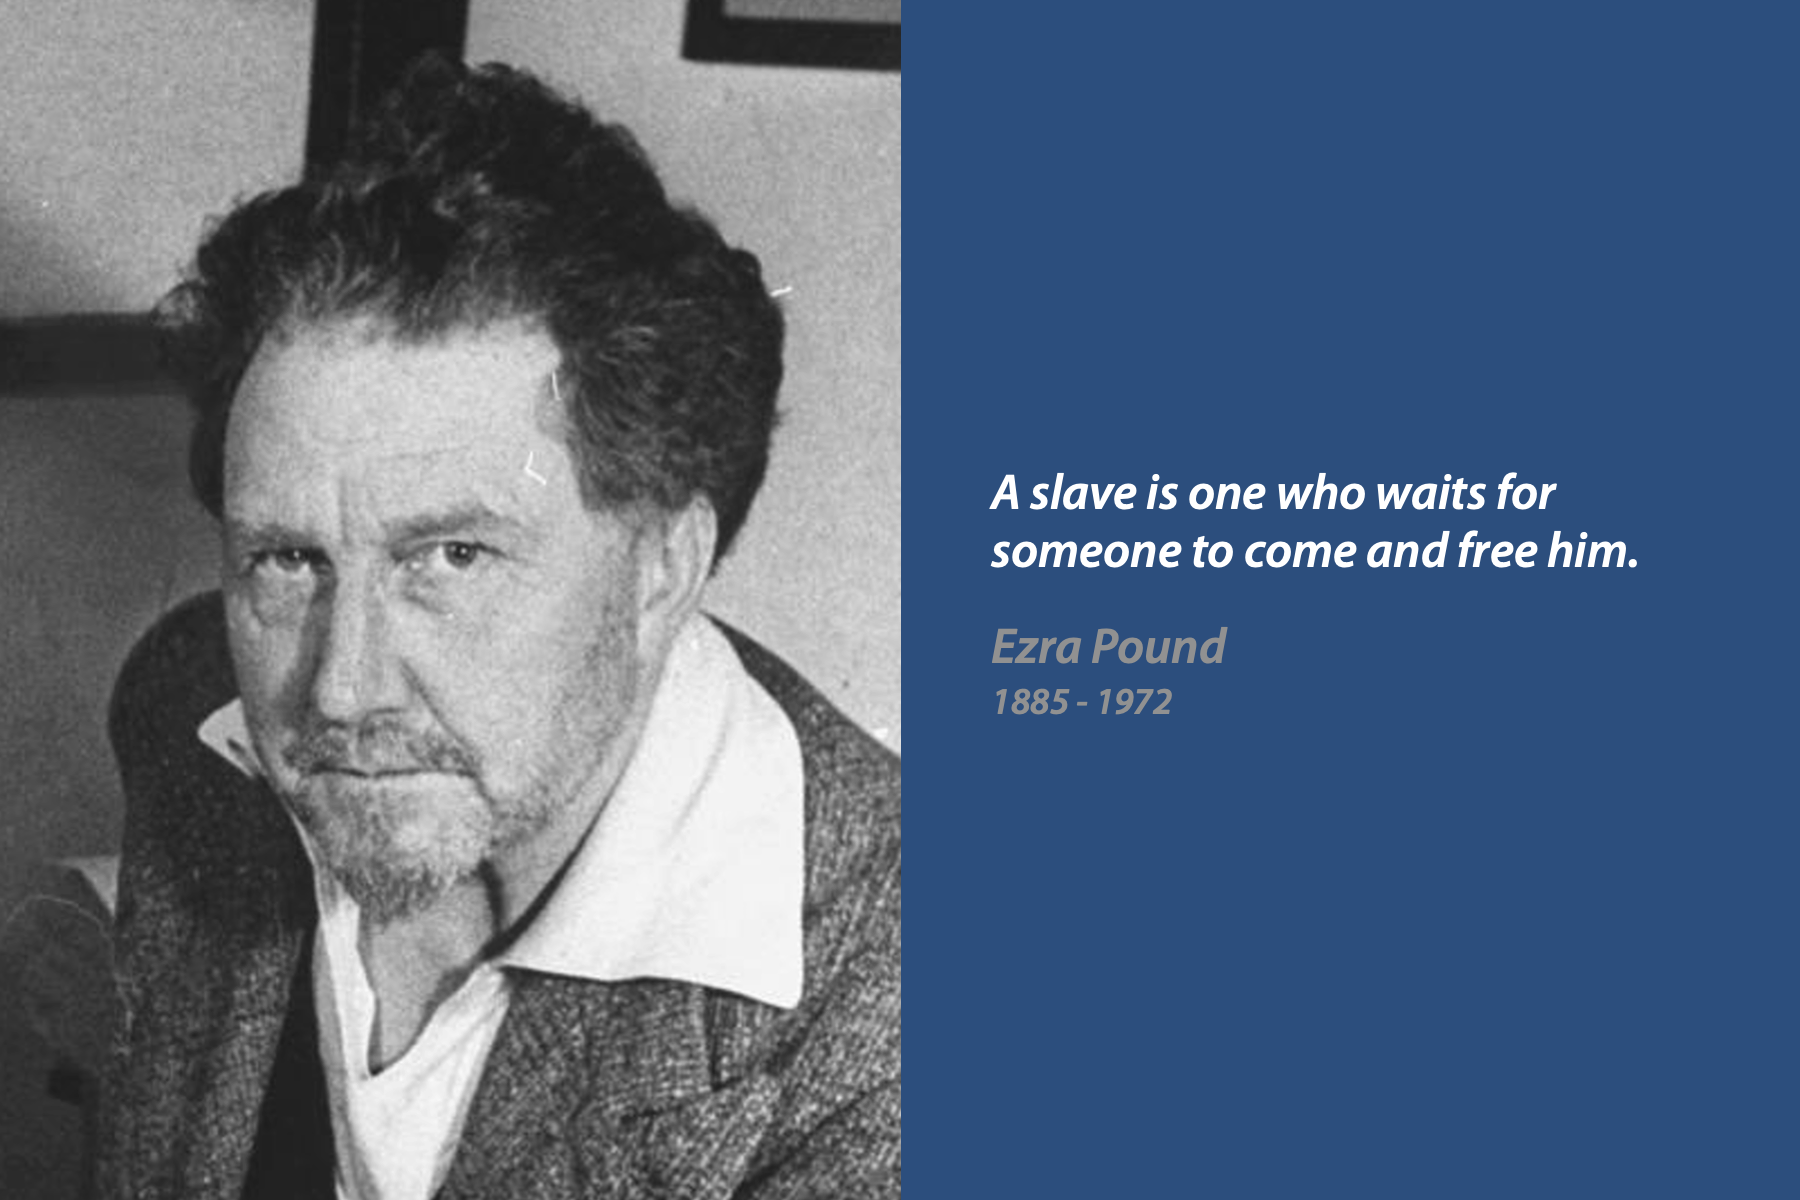 A slave is one who waits for
someone to come and free him.
Ezra Pound
1885 - 1972